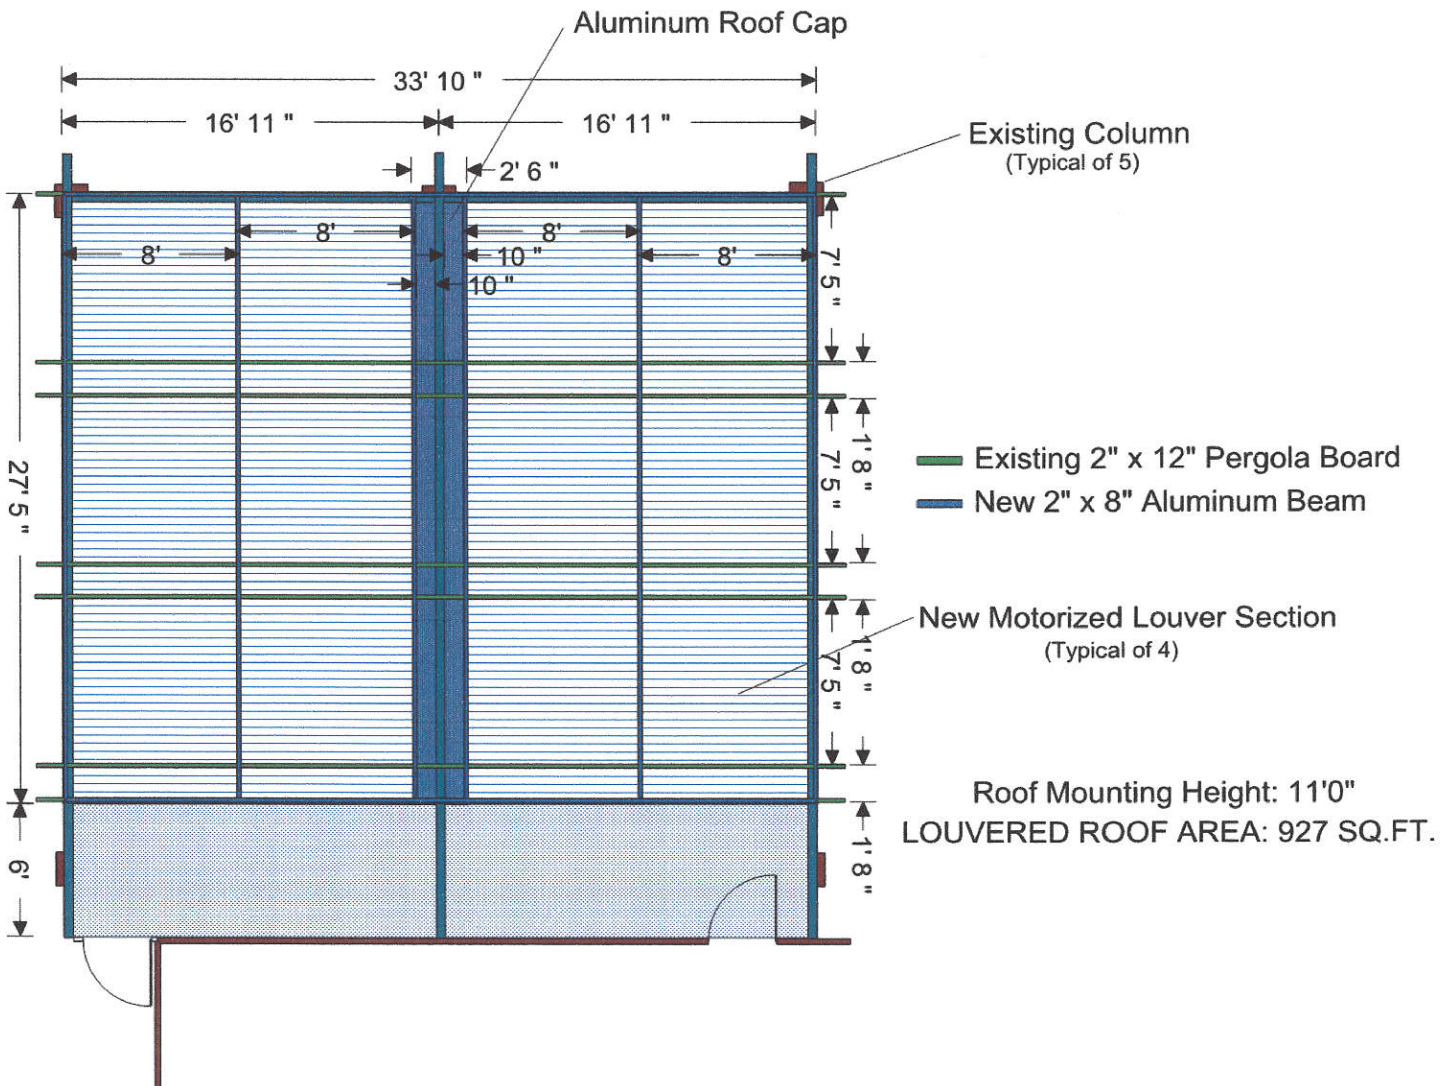 Aluminum Roof Cap
33' 10 "
16' 11 "
16' 11 "
Existing Column
(Typical of 5)
2' 6 "
8'
8'
8'
8'
10 "
10 "
7' 5 "
1' 8 "
7' 5 "
27' 5 "
Existing 2" x 12" Pergola Board
New 2" x 8" Aluminum Beam
New Motorized Louver Section
(Typical of 4)
1' 8 "
7' 5 "
Roof Mounting Height: 11'0"
LOUVERED ROOF AREA: 927 SQ.FT.
1' 8 "
6'